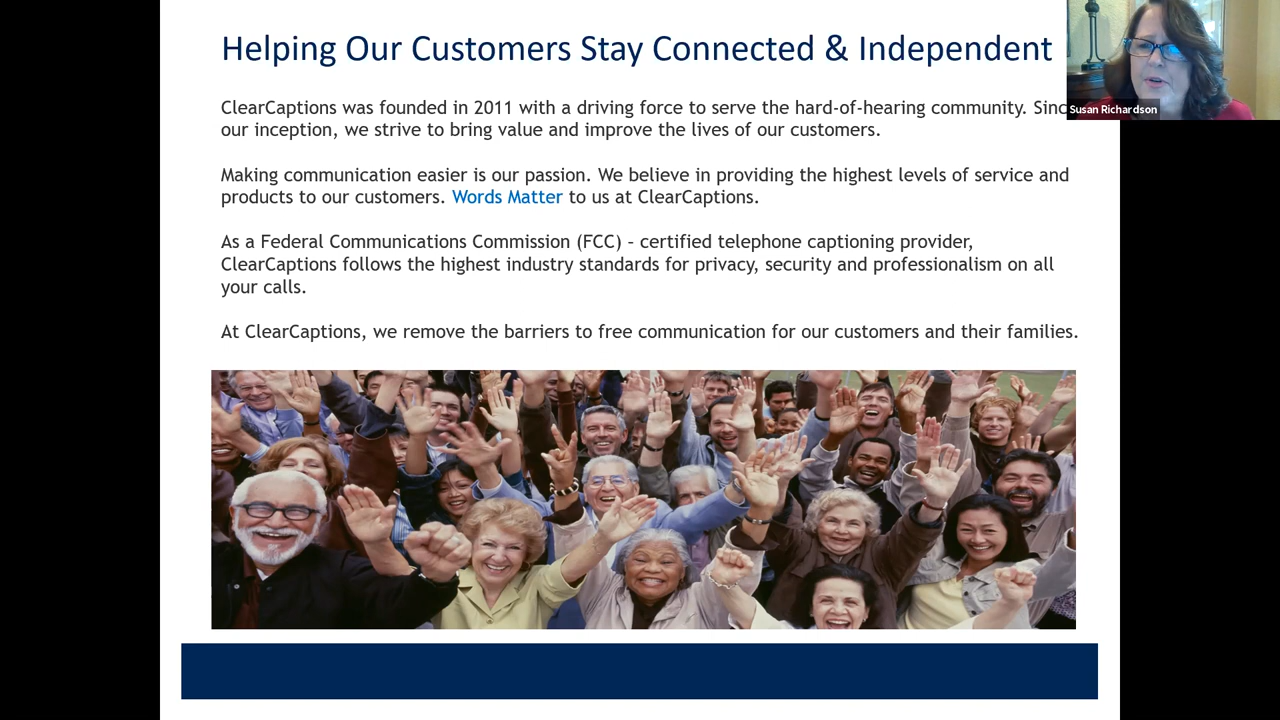 Helping Our Customers Stay Connected & Independent
ClearCaptions was founded in 2011 with a driving force to serve the hard-of-hearing community. Sinc
our inception, we strive to bring value and improve the lives of our customers.
Making communication easier is our passion. We believe in providing the highest levels of service and
products to our customers. Words Matter to us at ClearCaptions.
As a Federal Communications Commission (FCC) – certified telephone captioning provider,
ClearCaptions follows the highest industry standards for privacy, security and professionalism on all
your calls.
At ClearCaptions, we remove the barriers to free communication for our customers and their families.
Susan Richardson